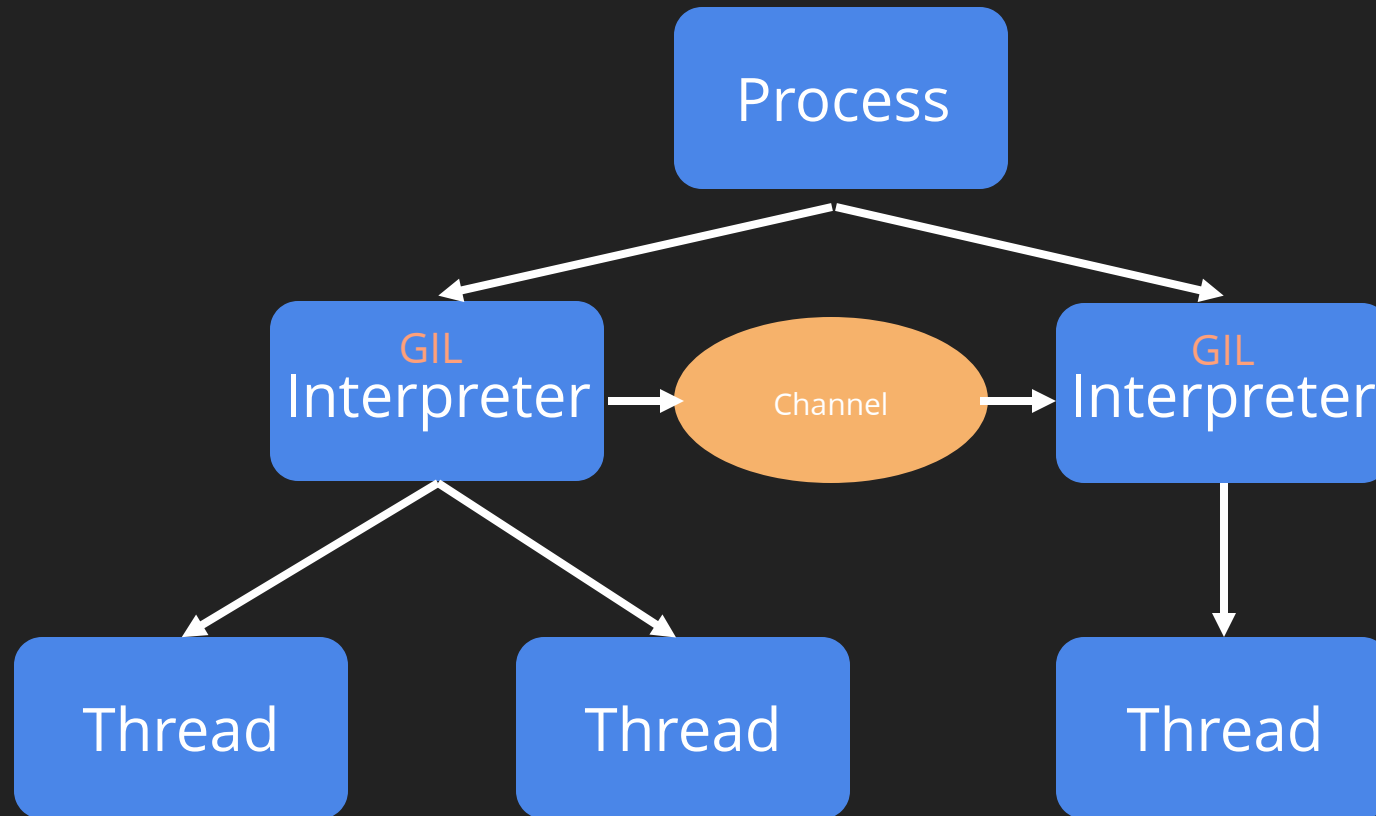 Process
GIL
Interpreter
Channel
GIL
Interpreter
Thread
Thread
Thread